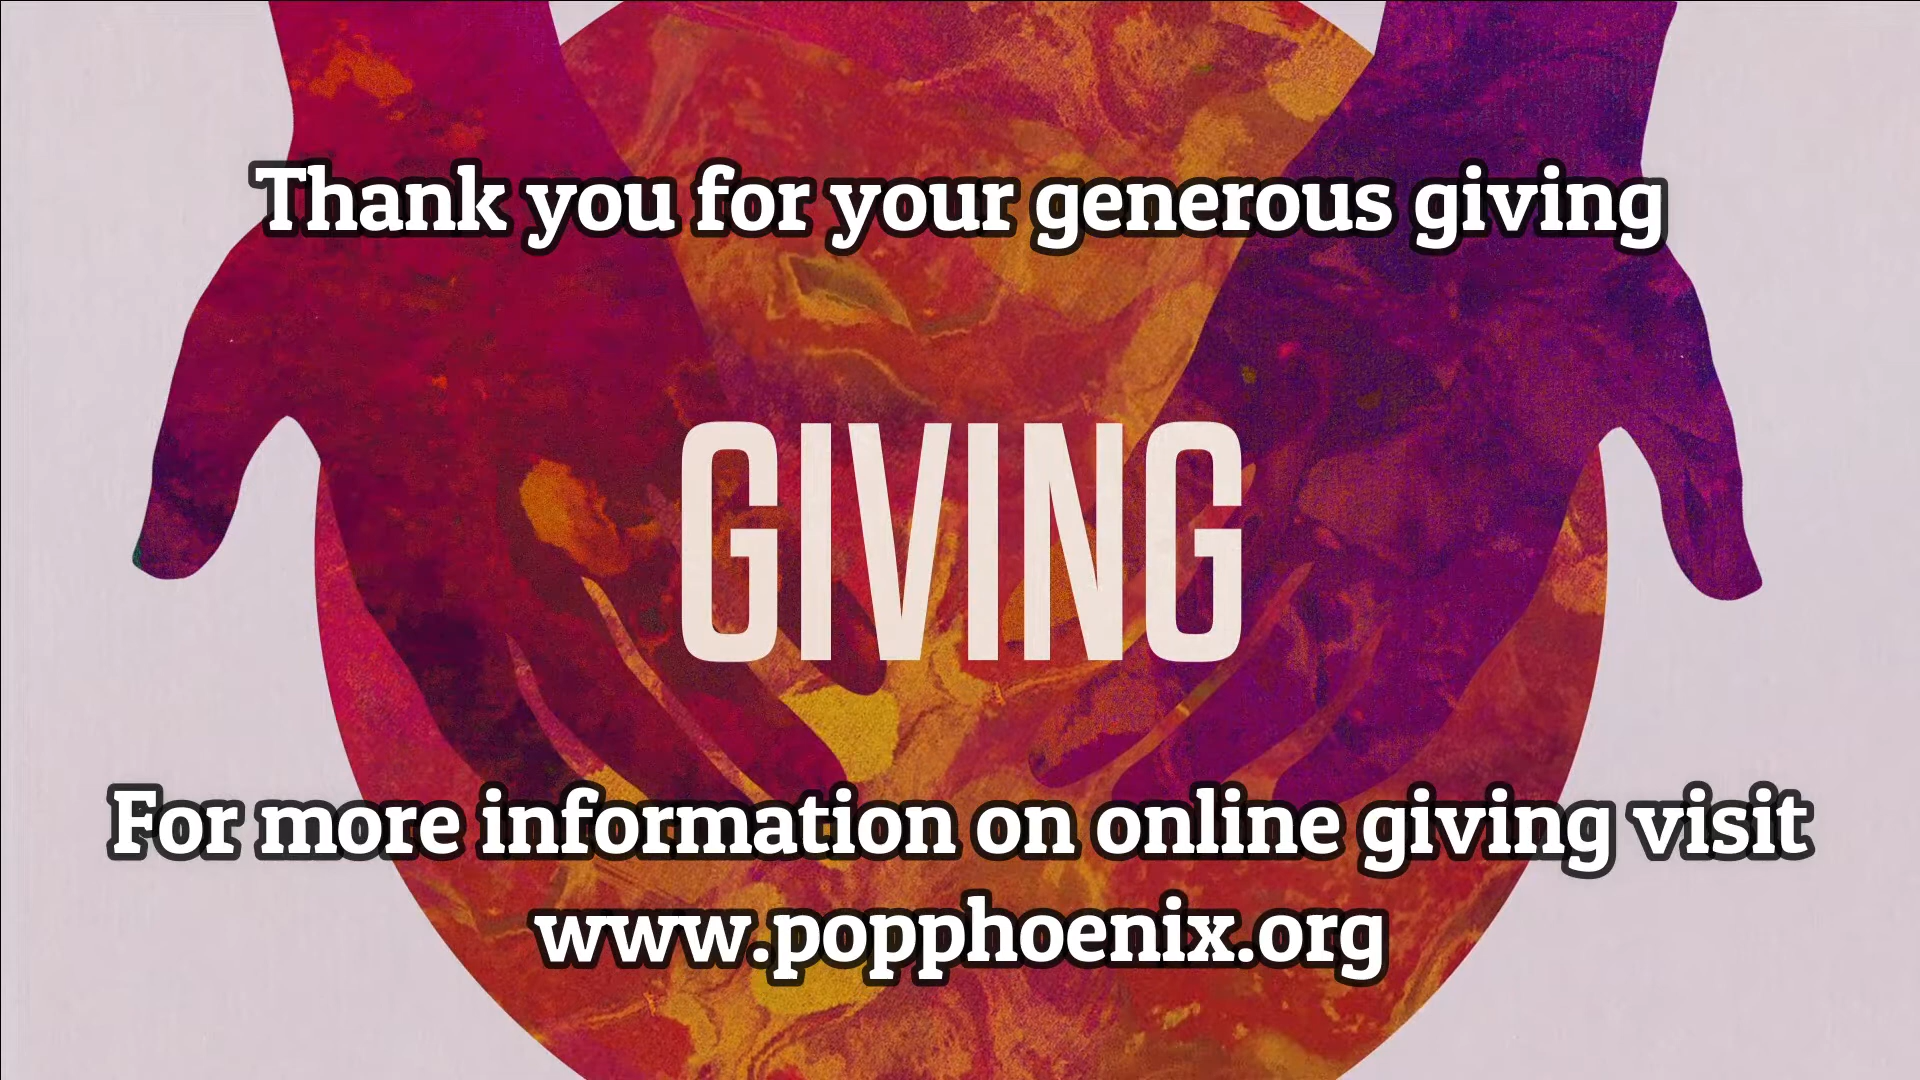 Thank you for your generous giving
GIVING
For more information on online giving visit
www.popphoenix.org